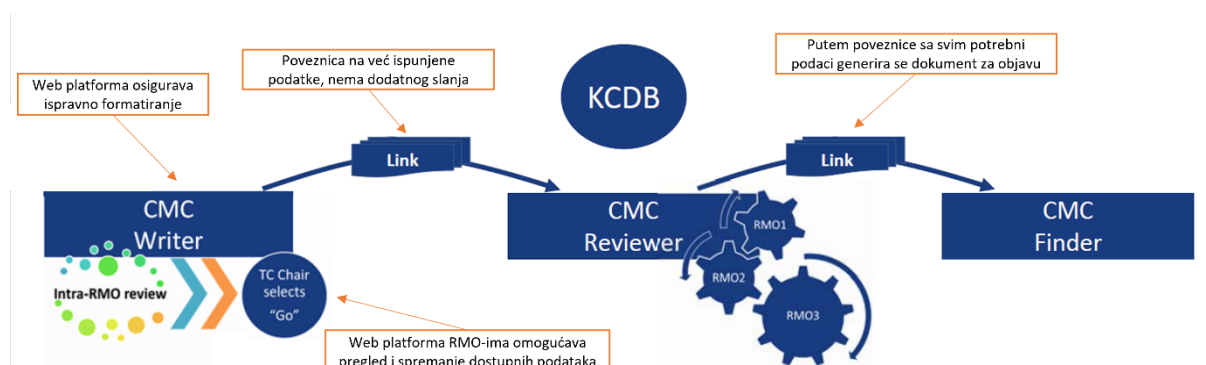 Web platforma osigurava
ispravno formatiranje
Poveznica na već ispunjene
podatke, nema dodatnog slanja
KCDB
Putem poveznice sa svim potrebni
podaci generira se dokument za objavu
Link
Link
CMC
Writer
CMC
Reviewer
CMC
Finder
Intra-RMO review
TC Chair
selects
"Go"
RMO1
RMO2
RMO3
Web platforma RMO-ima omogućava
pregled i spremanje dostupnih podataka